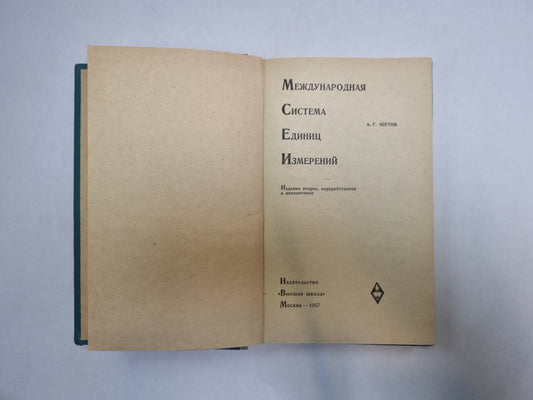 Международная
Система
А. Г. ЧЕРТОВ
Единиц
Измерений
Издание второе, переработанное
и дополненное
Издательство
«Высшая школа»
Москва — 1967